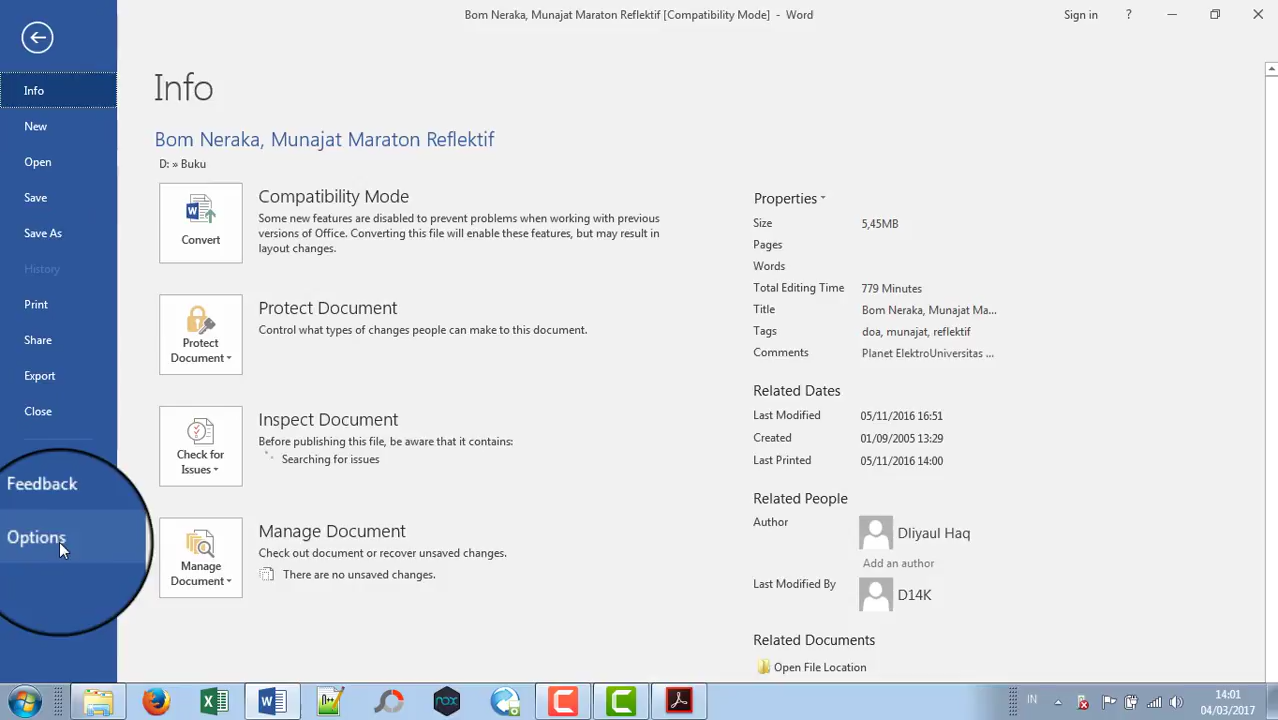 Bom Neraka, Munajat Maraton Reflektif [Compatibility Mode] - Word
Sign in
?
Info
New
Open
Save
Save As
History
Print
Share
Export
Close
Feedback
Options
Info
Bom Neraka, Munajat Maraton Reflektif
D: » Buku
Convert
Compatibility Mode
Some new features are disabled to prevent problems when working with previous
versions of Office. Converting this file will enable these features, but may result in
layout changes.
Protect
Document
Protect Document
Control what types of changes people can make to this document.
Check for
Issues
Inspect Document
Before publishing this file, be aware that it contains:
Searching for issues
Manage
Document
Manage Document
Check out document or recover unsaved changes.
There are no unsaved changes.
Properties
Size 5,45MB
Pages
Words
Total Editing Time 779 Minutes
Title Bom Neraka, Munajat Ma...
Tags doa, munajat, reflektif
Comments Planet ElektroUniversitas ...
Related Dates
Last Modified 05/11/2016 16:51
Created 01/09/2005 13:29
Last Printed 05/11/2016 14:00
Related People
Author Dliyaul Haq
Add an author
Last Modified By D14K
Related Documents
Open File Location
nox
IN
14:01
04/03/2017